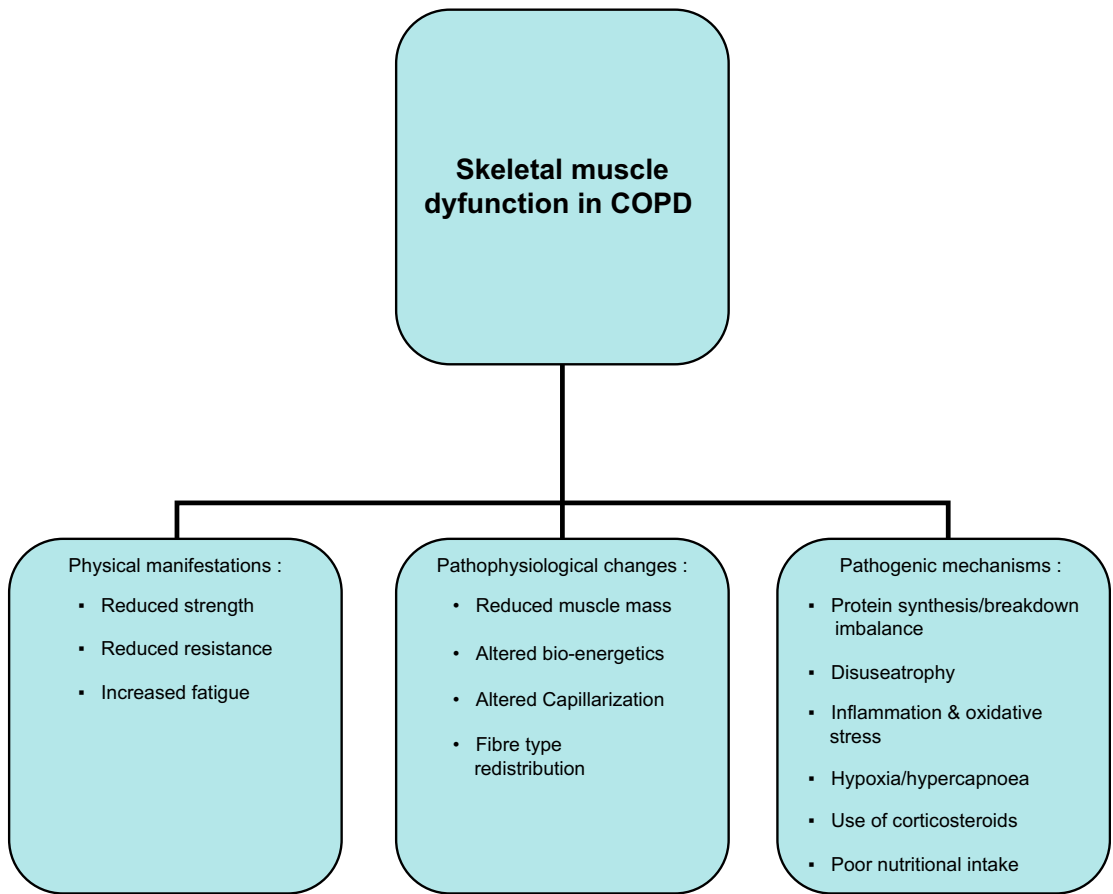 Skeletal muscle
dyfunction in COPD
Physical manifestations :
▪ Reduced strength
▪ Reduced resistance
▪ Increased fatigue
Pathophysiological changes :
• Reduced muscle mass
• Altered bio-energetics
• Altered Capillarization
• Fibre type
redistribution
Pathogenic mechanisms :
▪ Protein synthesis/breakdown
imbalance
▪ Disuseatrophy
▪ Inflammation & oxidative
stress
▪ Hypoxia/hypercapnoea
▪ Use of corticosteroids
▪ Poor nutritional intake